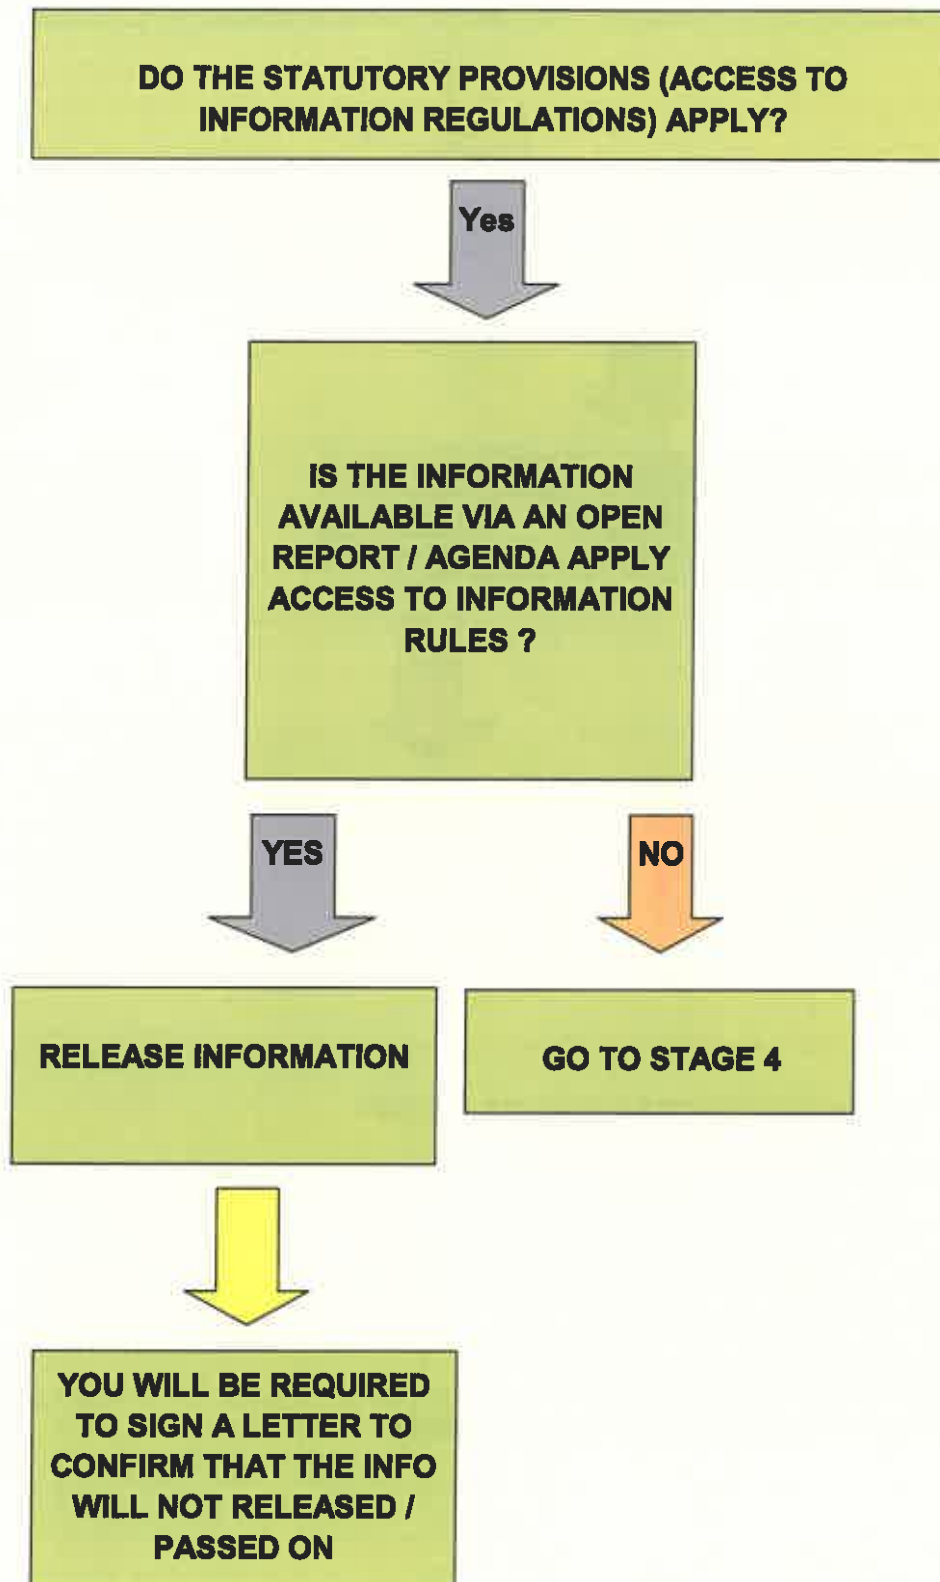 DO THE STATUTORY PROVISIONS (ACCESS TO
INFORMATION REGULATIONS) APPLY?
Yes
IS THE INFORMATION
AVAILABLE VIA AN OPEN
REPORT / AGENDA APPLY
ACCESS TO INFORMATION
RULES ?
YES
NO
RELEASE INFORMATION
GO TO STAGE 4
YOU WILL BE REQUIRED
TO SIGN A LETTER TO
CONFIRM THAT THE INFO
WILL NOT RELEASED /
PASSED ON